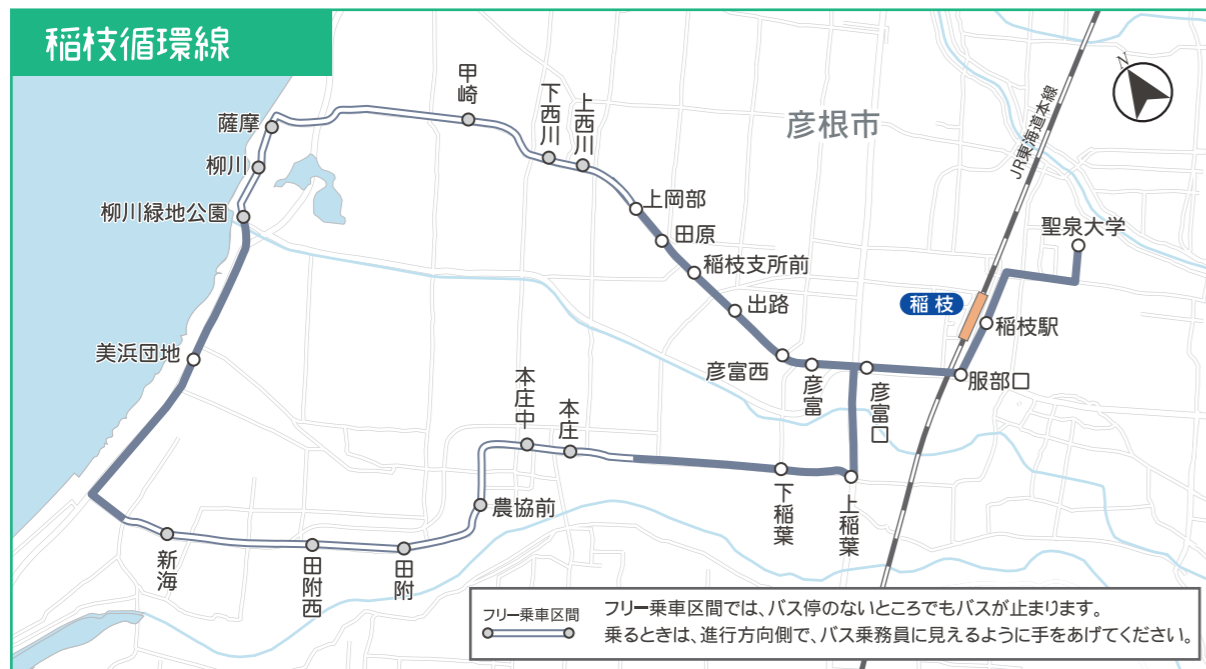 稲枝循環線
N
甲崎
下西川
上西川
彦根市
JR東海道本線
薩摩
柳川
柳川緑地公園
上岡部
田原
稲枝支所前
出路
聖泉大学
稲枝
稲枝駅
服部口
彦富西
彦富
彦富口
美浜団地
本庄中
本庄
下稲葉
上稲葉
農協前
新海
田附西
田附
フリー乗車区間
フリー乗車区間では、バス停のないところでもバスが止まります。
乗るときは、進行方向側で、バス乗務員に見えるように手をあげてください。